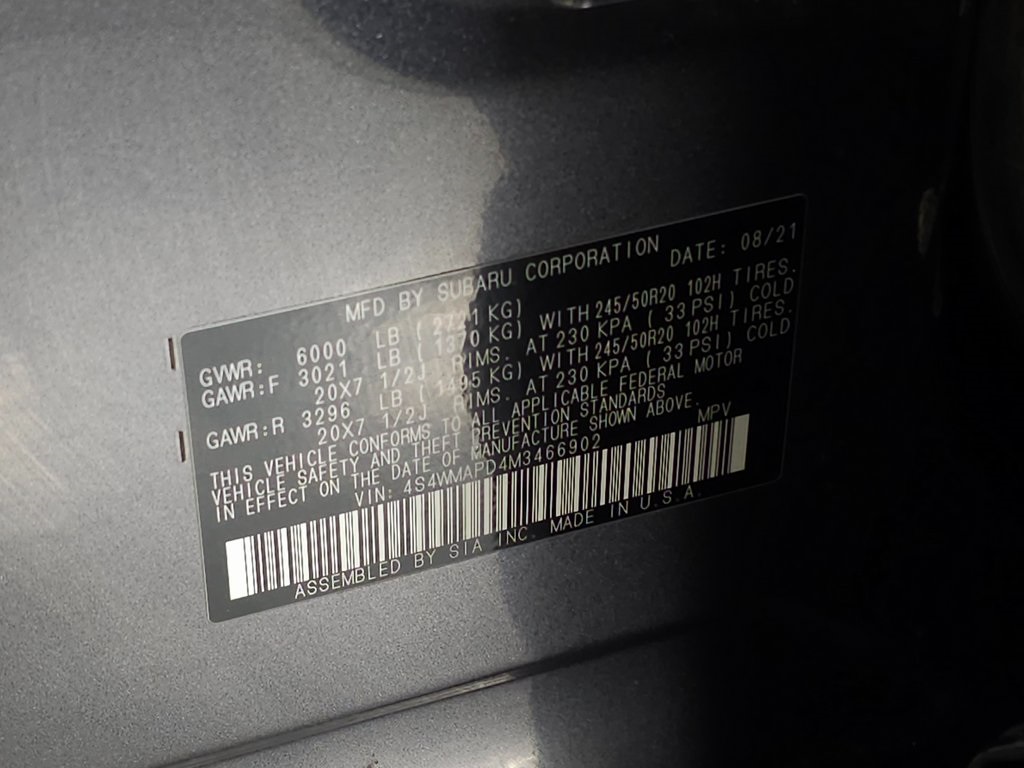 MFD BY SUBARU CORPORATION DATE: 08/21
GVWR: 6000 LB ( 2721 KG)
GAWR:F 3021 LB ( 1370 KG) WITH 245/50R20 102H TIRES.
20X7 1/2J RIMS. AT 230 KPA ( 33 PSI) COLD
GAWR:R 3296 LB ( 1495 KG) WITH 245/50R20 102H TIRES.
20X7 1/2J RIMS. AT 230 KPA ( 33 PSI) COLD
THIS VEHICLE CONFORMS TO ALL APPLICABLE FEDERAL MOTOR
VEHICLE SAFETY AND THEFT PREVENTION STANDARDS
IN EFFECT ON THE DATE OF MANUFACTURE SHOWN ABOVE.
VIN: 4S4WMAPD4M3466902 MPV
ASSEMBLED BY SIA INC. MADE IN U.S.A.